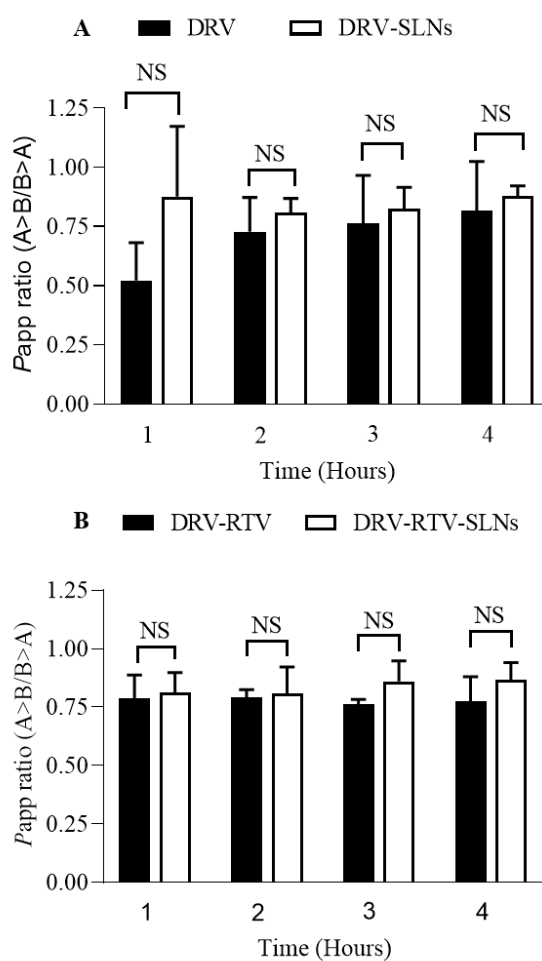 A DRV DRV-SLNs
NS
NS
NS
NS
1.25
1.00
0.75
0.50
0.25
0.00
Papp ratio (A>B/B>A)
1 2 3 4
Time (Hours)
B DRV-RTV DRV-RTV-SLNs
NS
NS
NS
NS
1.25
1.00
0.75
0.50
0.25
0.00
Papp ratio (A>B/B>A)
1 2 3 4
Time (Hours)